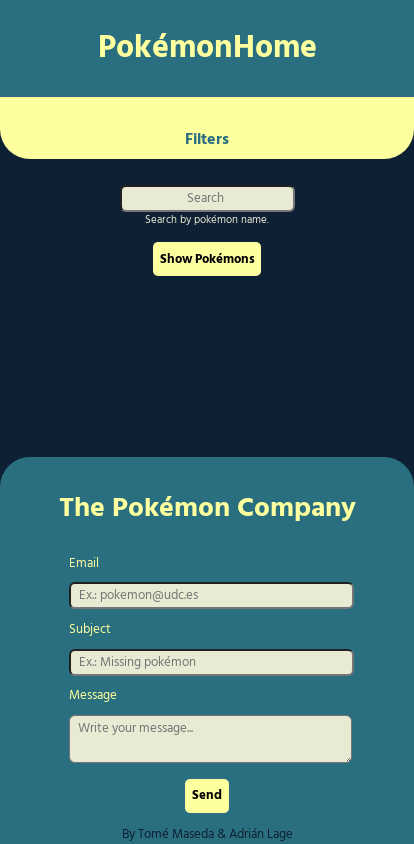 PokémonHome
Filters
Search
Search by pokémon name.
Show Pokémons
The Pokémon Company
Email
Ex.: pokemon@udc.es
Subject
Ex.: Missing pokémon
Message
Write your message...
Send
By Tomé Maseda & Adrián Lage